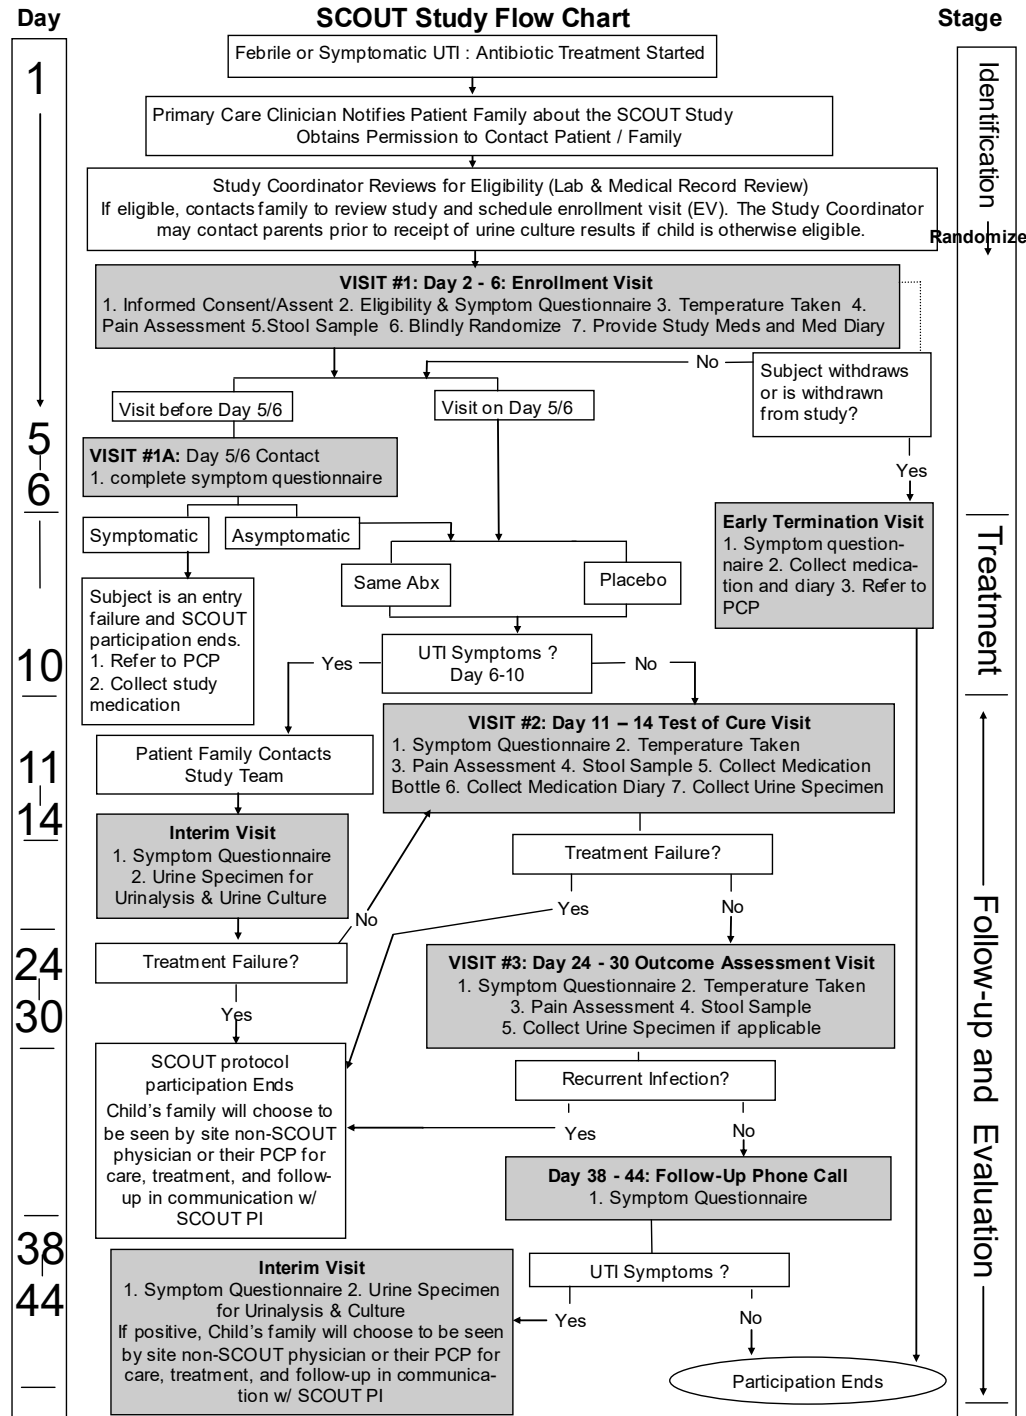 Day
SCOUT Study Flow Chart
Stage
1
5
6
10
11
14
24
30
38
44
Febrile or Symptomatic UTI : Antibiotic Treatment Started
Primary Care Clinician Notifies Patient Family about the SCOUT Study
Obtains Permission to Contact Patient / Family
Study Coordinator Reviews for Eligibility (Lab & Medical Record Review)
If eligible, contacts family to review study and schedule enrollment visit (EV). The Study Coordinator
may contact parents prior to receipt of urine culture results if child is otherwise eligible.
Identification
Randomize
VISIT #1: Day 2 - 6: Enrollment Visit
1. Informed Consent/Assent 2. Eligibility & Symptom Questionnaire 3. Temperature Taken 4.
Pain Assessment 5.Stool Sample 6. Blindly Randomize 7. Provide Study Meds and Med Diary
No
Subject withdraws
or is withdrawn
from study?
Visit before Day 5/6
Visit on Day 5/6
VISIT #1A: Day 5/6 Contact
1. complete symptom questionnaire
Yes
Symptomatic
Asymptomatic
Early Termination Visit
1. Symptom question-
naire 2. Collect medica-
tion and diary 3. Refer to
PCP
Treatment
Same Abx
Placebo
Subject is an entry
failure and SCOUT
participation ends.
1. Refer to PCP
2. Collect study
medication
UTI Symptoms ?
Day 6-10
Yes
No
VISIT #2: Day 11 – 14 Test of Cure Visit
1. Symptom Questionnaire 2. Temperature Taken
3. Pain Assessment 4. Stool Sample 5. Collect Medication
Bottle 6. Collect Medication Diary 7. Collect Urine Specimen
Patient Family Contacts
Study Team
Interim Visit
1. Symptom Questionnaire
2. Urine Specimen for
Urinalysis & Urine Culture
Treatment Failure?
Yes
No
No
Treatment Failure?
Yes
VISIT #3: Day 24 - 30 Outcome Assessment Visit
1. Symptom Questionnaire 2. Temperature Taken
3. Pain Assessment 4. Stool Sample
5. Collect Urine Specimen if applicable
Follow-up and Evaluation
SCOUT protocol
participation Ends
Child's family will choose to
be seen by site non-SCOUT
physician or their PCP for
care, treatment, and follow-
up in communication w/
SCOUT PI
Recurrent Infection?
Yes
No
Day 38 - 44: Follow-Up Phone Call
1. Symptom Questionnaire
UTI Symptoms ?
Yes
No
Interim Visit
1. Symptom Questionnaire 2. Urine Specimen
for Urinalysis & Culture
If positive, Child's family will choose to be seen
by site non-SCOUT physician or their PCP for
care, treatment, and follow-up in communica-
tion w/ SCOUT PI
Participation Ends